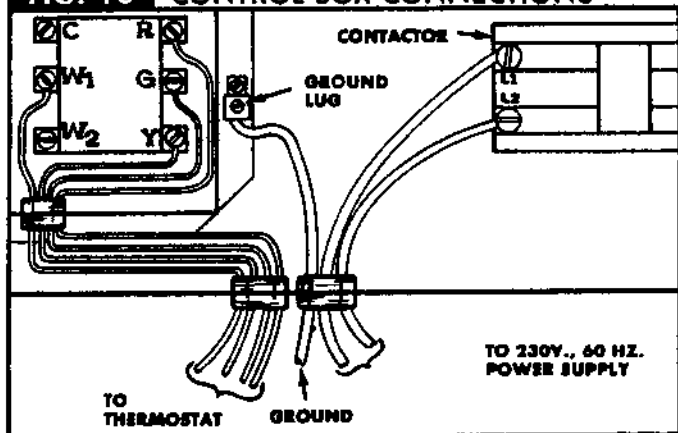 CONTROL BOX CONNECTIONS
C R
CONTACTOR
W1 G
GROUND
LUG
L1
L2
W2 Y
TO 230V., 60 HZ.
POWER SUPPLY
TO
THERMOSTAT
GROUND